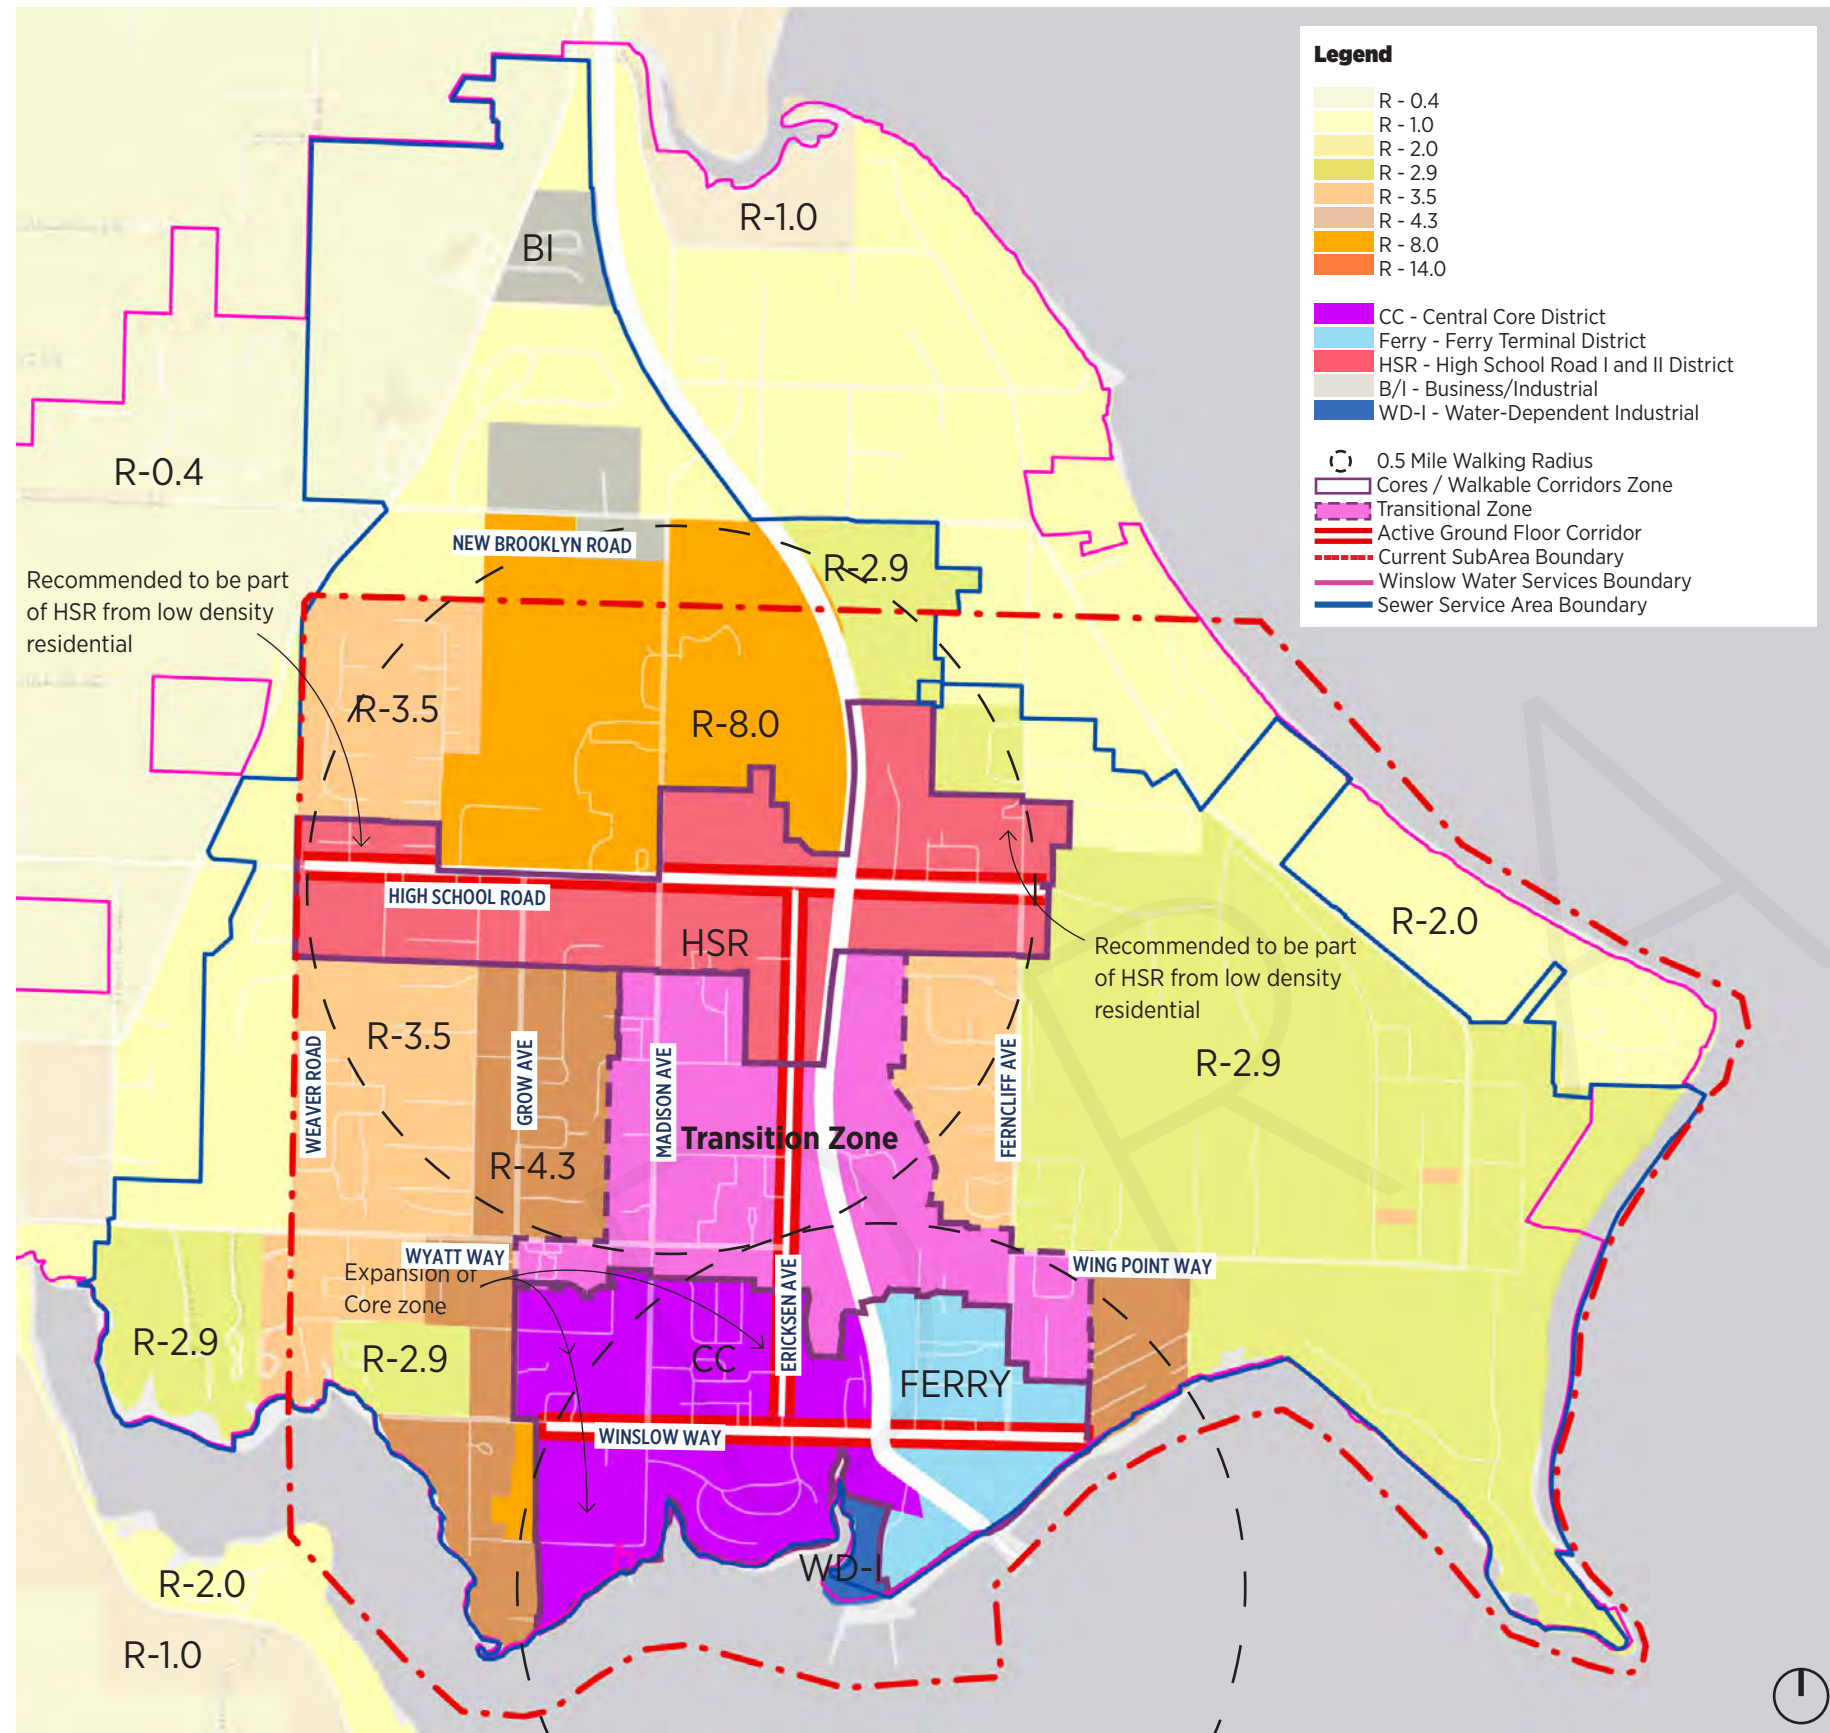 Legend
R - 0.4
R - 1.0
R - 2.0
R - 2.9
R - 3.5
R - 4.3
R - 8.0
R - 14.0
CC - Central Core District
Ferry - Ferry Terminal District
HSR - High School Road I and II District
B/I - Business/Industrial
WD-I - Water-Dependent Industrial
0.5 Mile Walking Radius
Cores / Walkable Corridors Zone
Transitional Zone
Active Ground Floor Corridor
Current SubArea Boundary
Winslow Water Services Boundary
Sewer Service Area Boundary
R-1.0
BI
R-0.4
NEW BROOKLYN ROAD
R-2.9
Recommended to be part
of HSR from low density
residential
R-3.5
R-8.0
HIGH SCHOOL ROAD
HSR
R-2.0
Recommended to be part
of HSR from low density
residential
R-3.5
R-2.9
WEAVER ROAD
GROW AVE
MADISON AVE
FERNCLIFF AVE
Transition Zone
R-4.3
WYATT WAY
WING POINT WAY
Expansion of
Core zone
ERICKSEN AVE
R-2.9
R-2.9
CC
FERRY
WINSLOW WAY
WD-I
R-2.0
R-1.0
DRA